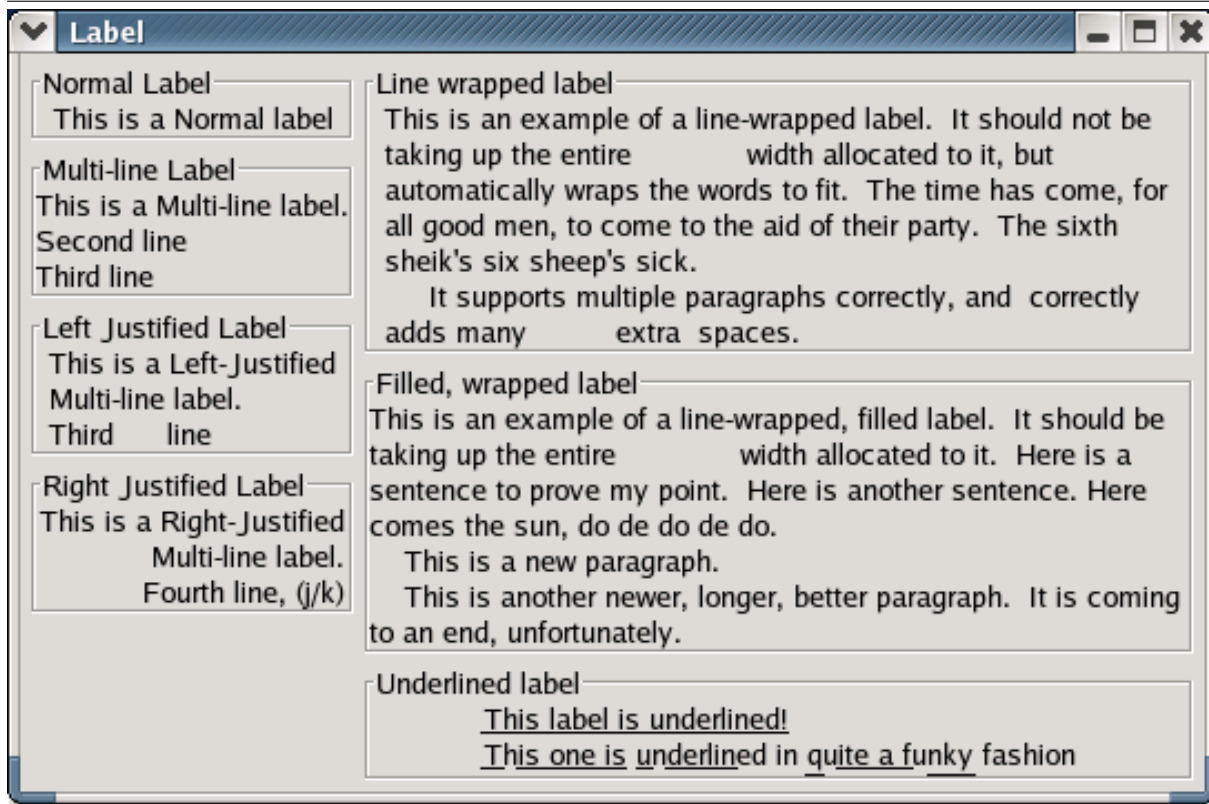 Label
Normal Label
This is a Normal label
Multi-line Label
This is a Multi-line label.
Second line
Third line
Left Justified Label
This is a Left-Justified
Multi-line label.
Third      line
Right Justified Label
This is a Right-Justified
Multi-line label.
Fourth line, (j/k)
Line wrapped label
This is an example of a line-wrapped label.  It should not be
taking up the entire             width allocated to it, but
automatically wraps the words to fit.  The time has come, for
all good men, to come to the aid of their party.  The sixth
sheik's six sheep's sick.
     It supports multiple paragraphs correctly, and  correctly
adds many          extra  spaces.
Filled, wrapped label
This is an example of a line-wrapped, filled label.  It should be
taking up the entire              width allocated to it.  Here is a
sentence to prove my point.  Here is another sentence. Here
comes the sun, do de do de do.
    This is a new paragraph.
    This is another newer, longer, better paragraph.  It is coming
to an end, unfortunately.
Underlined label
This label is underlined!
This one is underlined in quite a funky fashion